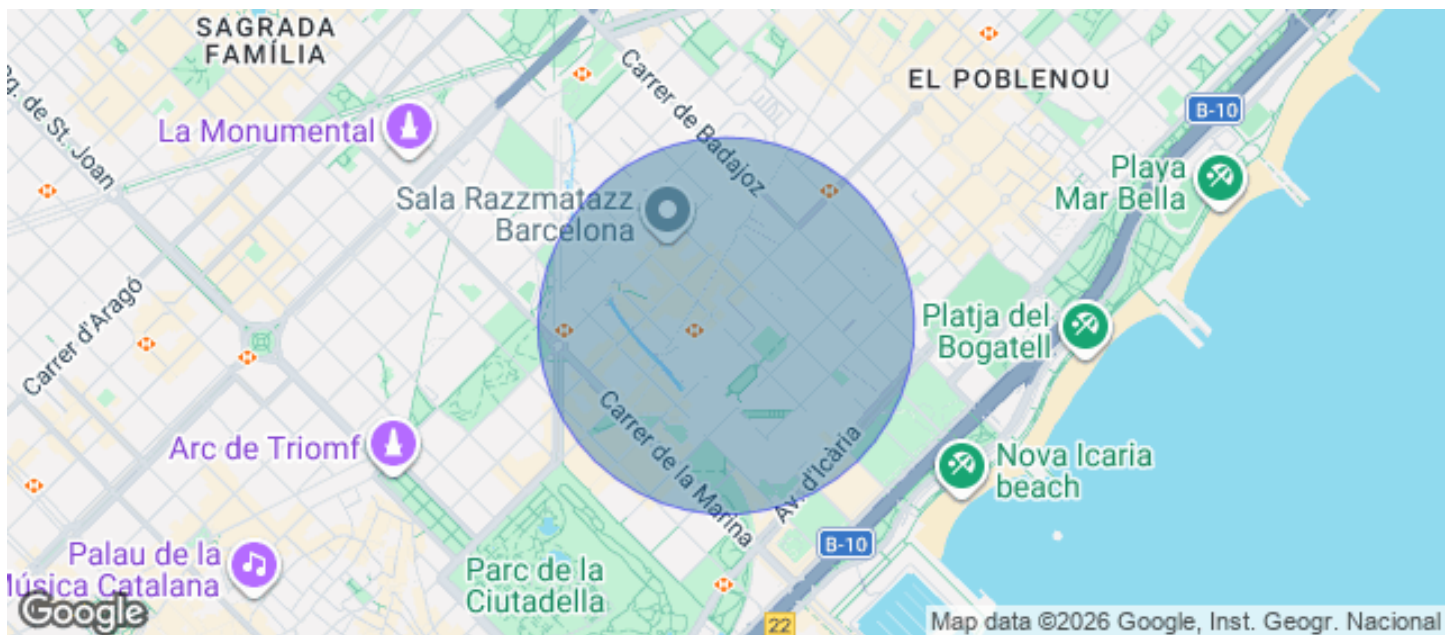 SAGRADA
FAMÍLIA
Carrer de Badajoz
EL POBLENOU
B-10
Pg. de St. Joan
La Monumental
Playa
Mar Bella
Sala Razzmatazz
Barcelona
Carrer d'Aragó
Platja del
Bogatell
Arc de Triomf
Carrer de la Marina
Av. d'Icària
Nova Icaria
beach
B-10
Palau de la
Música Catalana
Parc de la
Ciutadella
Google
22
Map data ©2026 Google, Inst. Geogr. Nacional